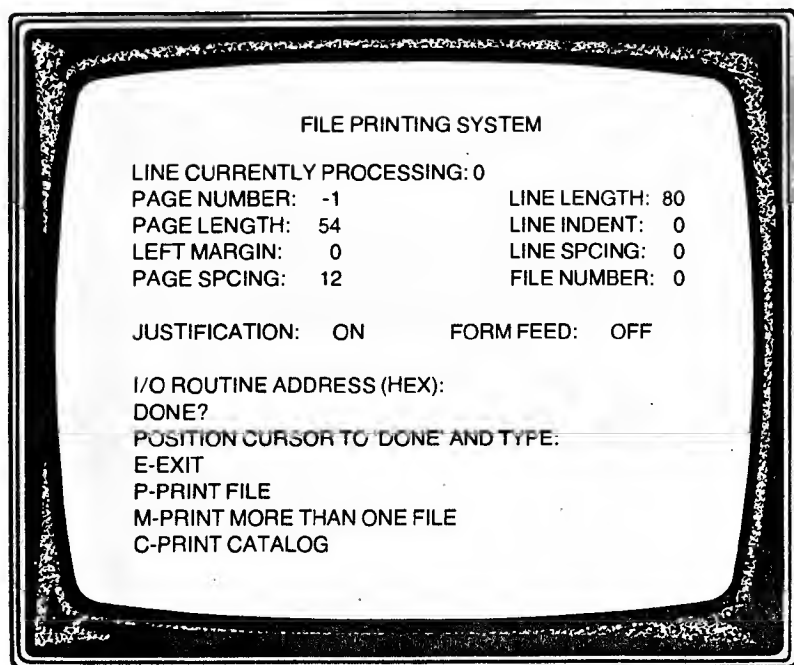 FILE PRINTING SYSTEM
LINE CURRENTLY PROCESSING: 0
PAGE NUMBER: -1 LINE LENGTH: 80
PAGE LENGTH: 54 LINE INDENT: 0
LEFT MARGIN: 0 LINE SPCING: 0
PAGE SPCING: 12 FILE NUMBER: 0
JUSTIFICATION: ON FORM FEED: OFF
I/O ROUTINE ADDRESS (HEX):
DONE?
POSITION CURSOR TO 'DONE' AND TYPE:
E-EXIT
P-PRINT FILE
M-PRINT MORE THAN ONE FILE
C-PRINT CATALOG